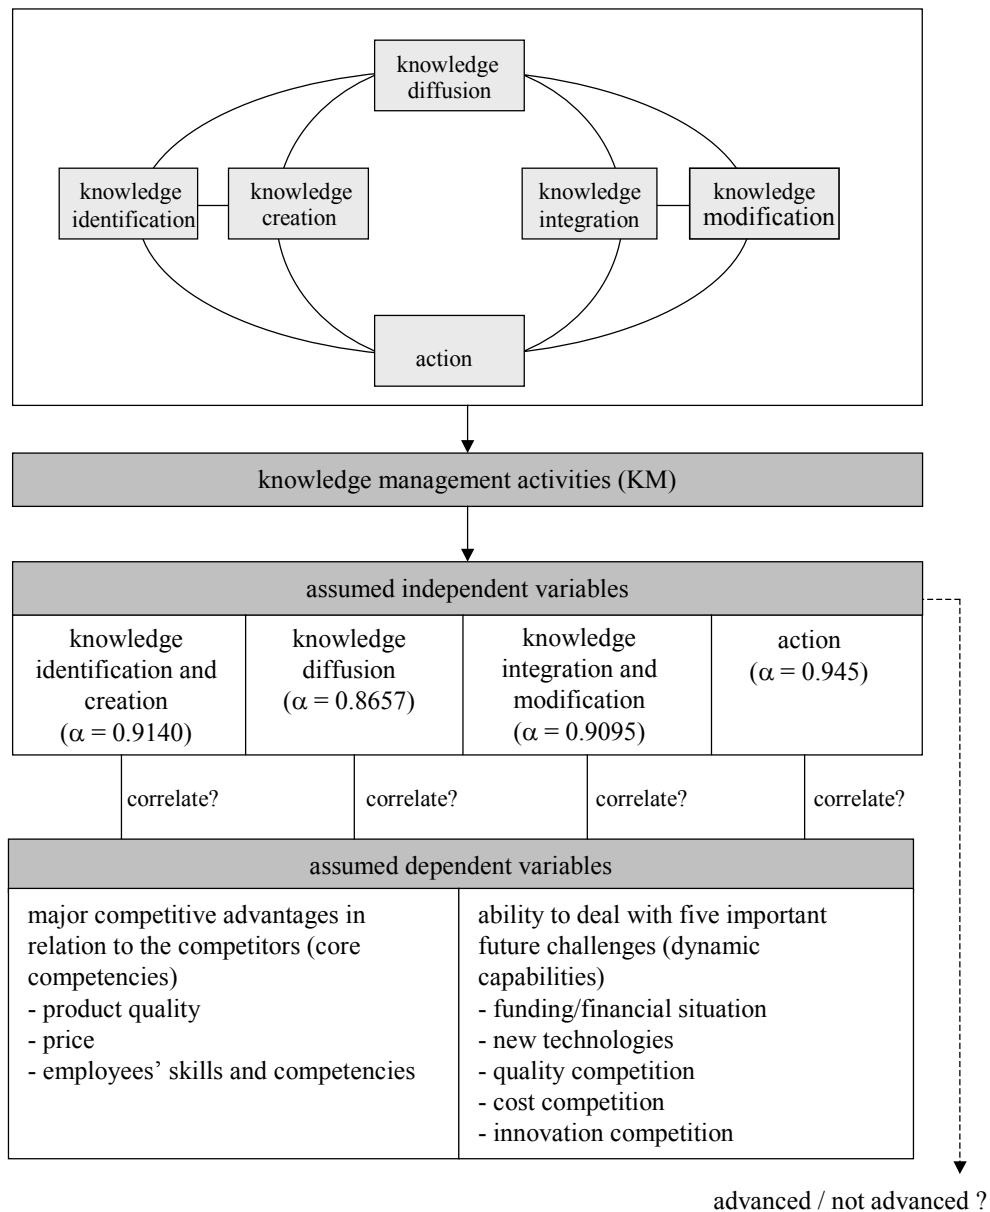 knowledge
diffusion
knowledge
identification
knowledge
creation
knowledge
integration
knowledge
modification
action
knowledge management activities (KM)
assumed independent variables
knowledge
identification and
creation
(α = 0.9140)
knowledge
diffusion
(α = 0.8657)
knowledge
integration and
modification
(α = 0.9095)
action
(α = 0.945)
correlate?
correlate?
correlate?
correlate?
assumed dependent variables
major competitive advantages in
relation to the competitors (core
competencies)
- product quality
- price
- employees’ skills and competencies
ability to deal with five important
future challenges (dynamic
capabilities)
- funding/financial situation
- new technologies
- quality competition
- cost competition
- innovation competition
advanced / not advanced ?